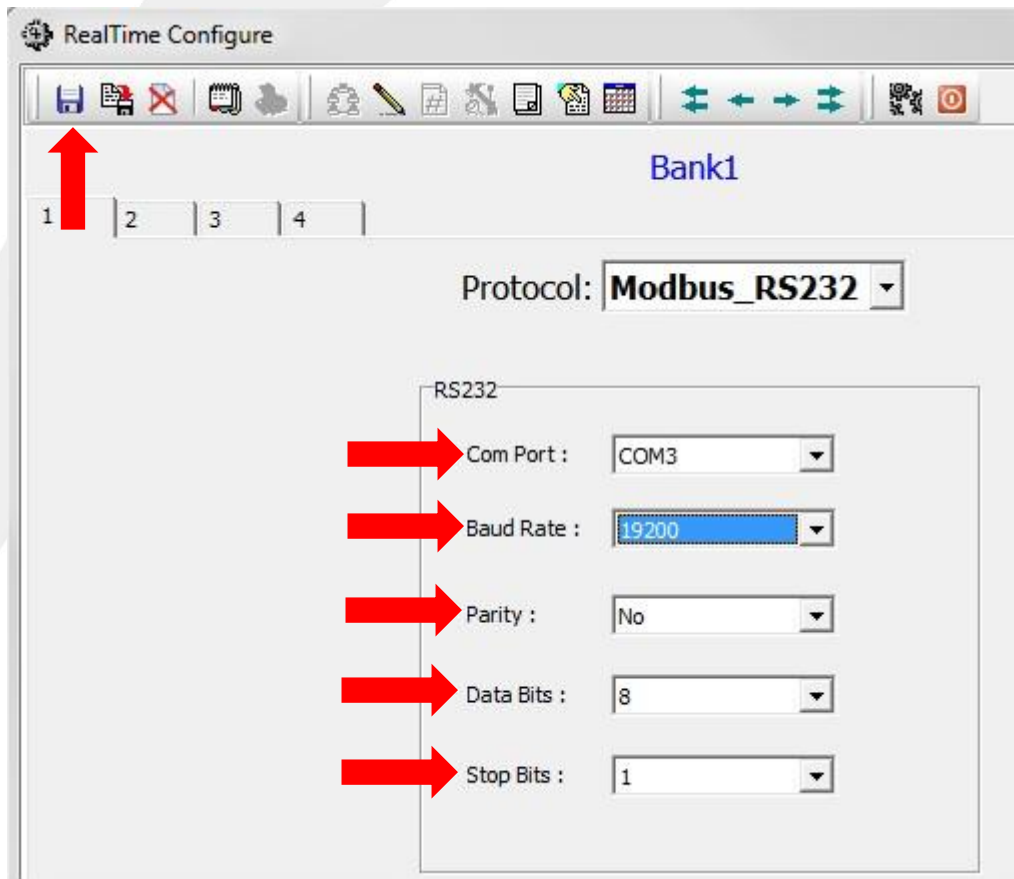 RealTime Configure
Bank1
1 2 3 4
Protocol: Modbus_RS232
RS232
Com Port : COM3
Baud Rate : 19200
Parity : No
Data Bits : 8
Stop Bits : 1